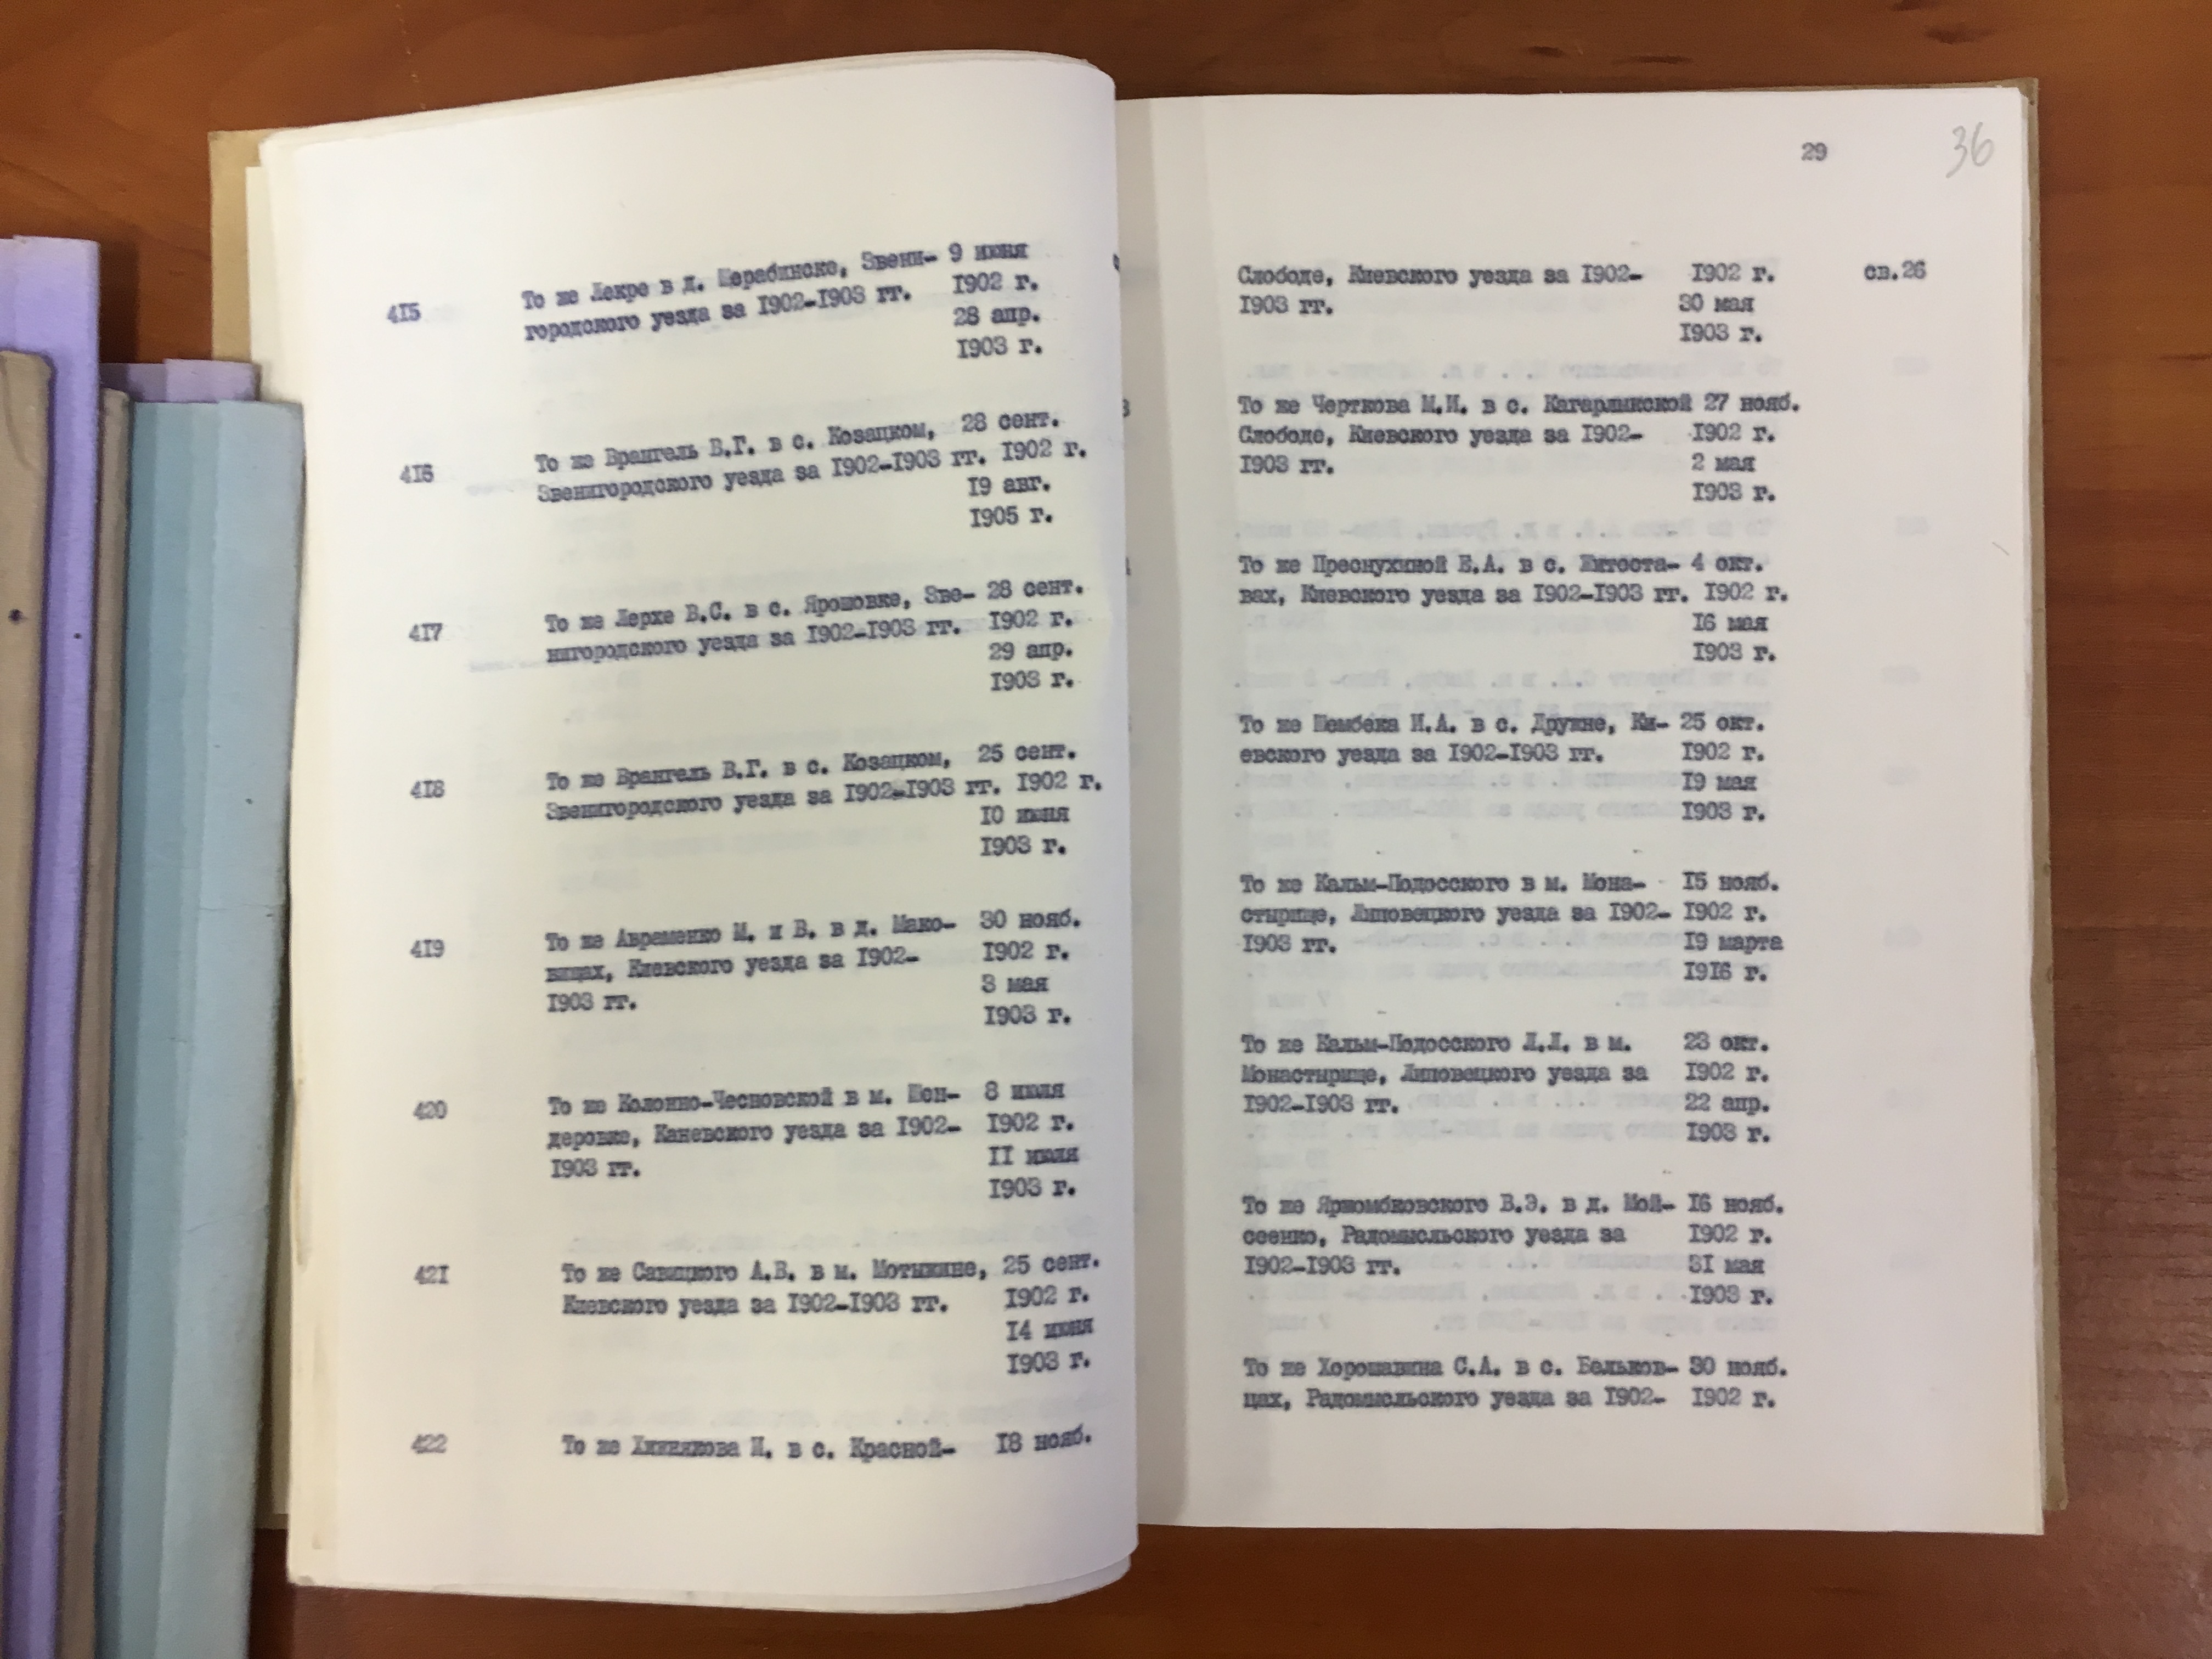 415 То же Лекре в д. Щерабинске, Звени- 9 июня
городского уезда за 1902-1903 гг. 1902 г.
28 апр.
1903 г.
416 То же Врангель В.Г. в с. Козацком, 28 сент.
Звенигородского уезда за 1902-1903 гг. 1902 г.
19 авг.
1905 г.
417 То же Лерхе В.С. в с. Ярошовке, Зве- 28 сент.
нигородского уезда за 1902-1903 гг. 1902 г.
29 апр.
1903 г.
418 То же Врангель В.Г. в с. Козацком, 25 сент.
Звенигородского уезда за 1902-1903 гг. 1902 г.
10 июня
1903 г.
419 То же Авраменко М. и В. в д. Мако- 30 нояб.
вищах, Киевского уезда за 1902- 1902 г.
1903 гг. 3 мая
1903 г.
420 То же Колонно-Чесновской в м. Шен- 8 июля
деровке, Каневского уезда за 1902- 1902 г.
1903 гг. 11 июля
1903 г.
421 То же Савицкого А.В. в м. Мотыжине, 25 сент.
Киевского уезда за 1902-1903 гг. 1902 г.
14 июня
1903 г.
422 То же И. в с. Красной- 18 нояб.
29 36
Слободе, Киевского уезда за 1902- 1902 г. св.26
1903 гг. 30 мая
1903 г.
То же Черткова М.И. в с. Кагарлыкской 27 нояб.
Слободе, Киевского уезда за 1902- 1902 г.
1903 гг. 2 мая
1903 г.
То же Преснухиной Е.А. в с. Житоста- 4 окт.
вах, Киевского уезда за 1902-1903 гг. 1902 г.
16 мая
1903 г.
То же Шембека И.А. в с. Дружне, Ки- 25 окт.
евского уезда за 1902-1903 гг. 1902 г.
19 мая
1903 г.
То же Кальм-Подосского в м. Мона- 15 нояб.
стырище, Липовецкого уезда за 1902- 1902 г.
1903 гг. 19 марта
1916 г.
То же Кальм-Подосского Л.Л. в м. 23 окт.
Монастырище, Липовецкого уезда за 1902 г.
1902-1903 гг. 22 апр.
1903 г.
То же Яржомбковского В.Э. в д. Мой- 16 нояб.
сеенко, Радомысльского уезда за 1902 г.
1902-1903 гг. 31 мая
1903 г.
То же Хорошавина С.А. в с. Бельков- 30 нояб.
цах, Радомысльского уезда за 1902- 1902 г.